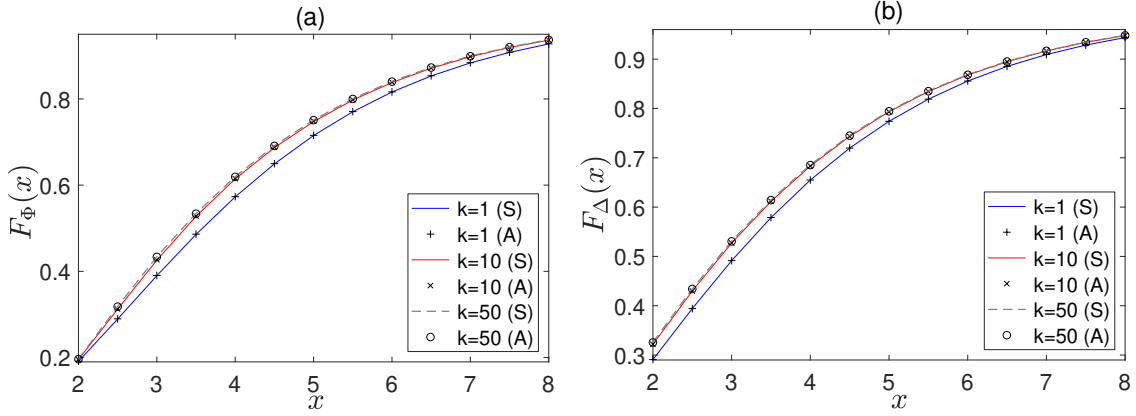 (a)
F_Φ(x)
0.8
0.6
0.4
0.2
2 3 4 5 6 7 8
x
k=1 (S)
k=1 (A)
k=10 (S)
k=10 (A)
k=50 (S)
k=50 (A)
(b)
F_Δ(x)
0.9
0.8
0.7
0.6
0.5
0.4
0.3
2 3 4 5 6 7 8
x
k=1 (S)
k=1 (A)
k=10 (S)
k=10 (A)
k=50 (S)
k=50 (A)